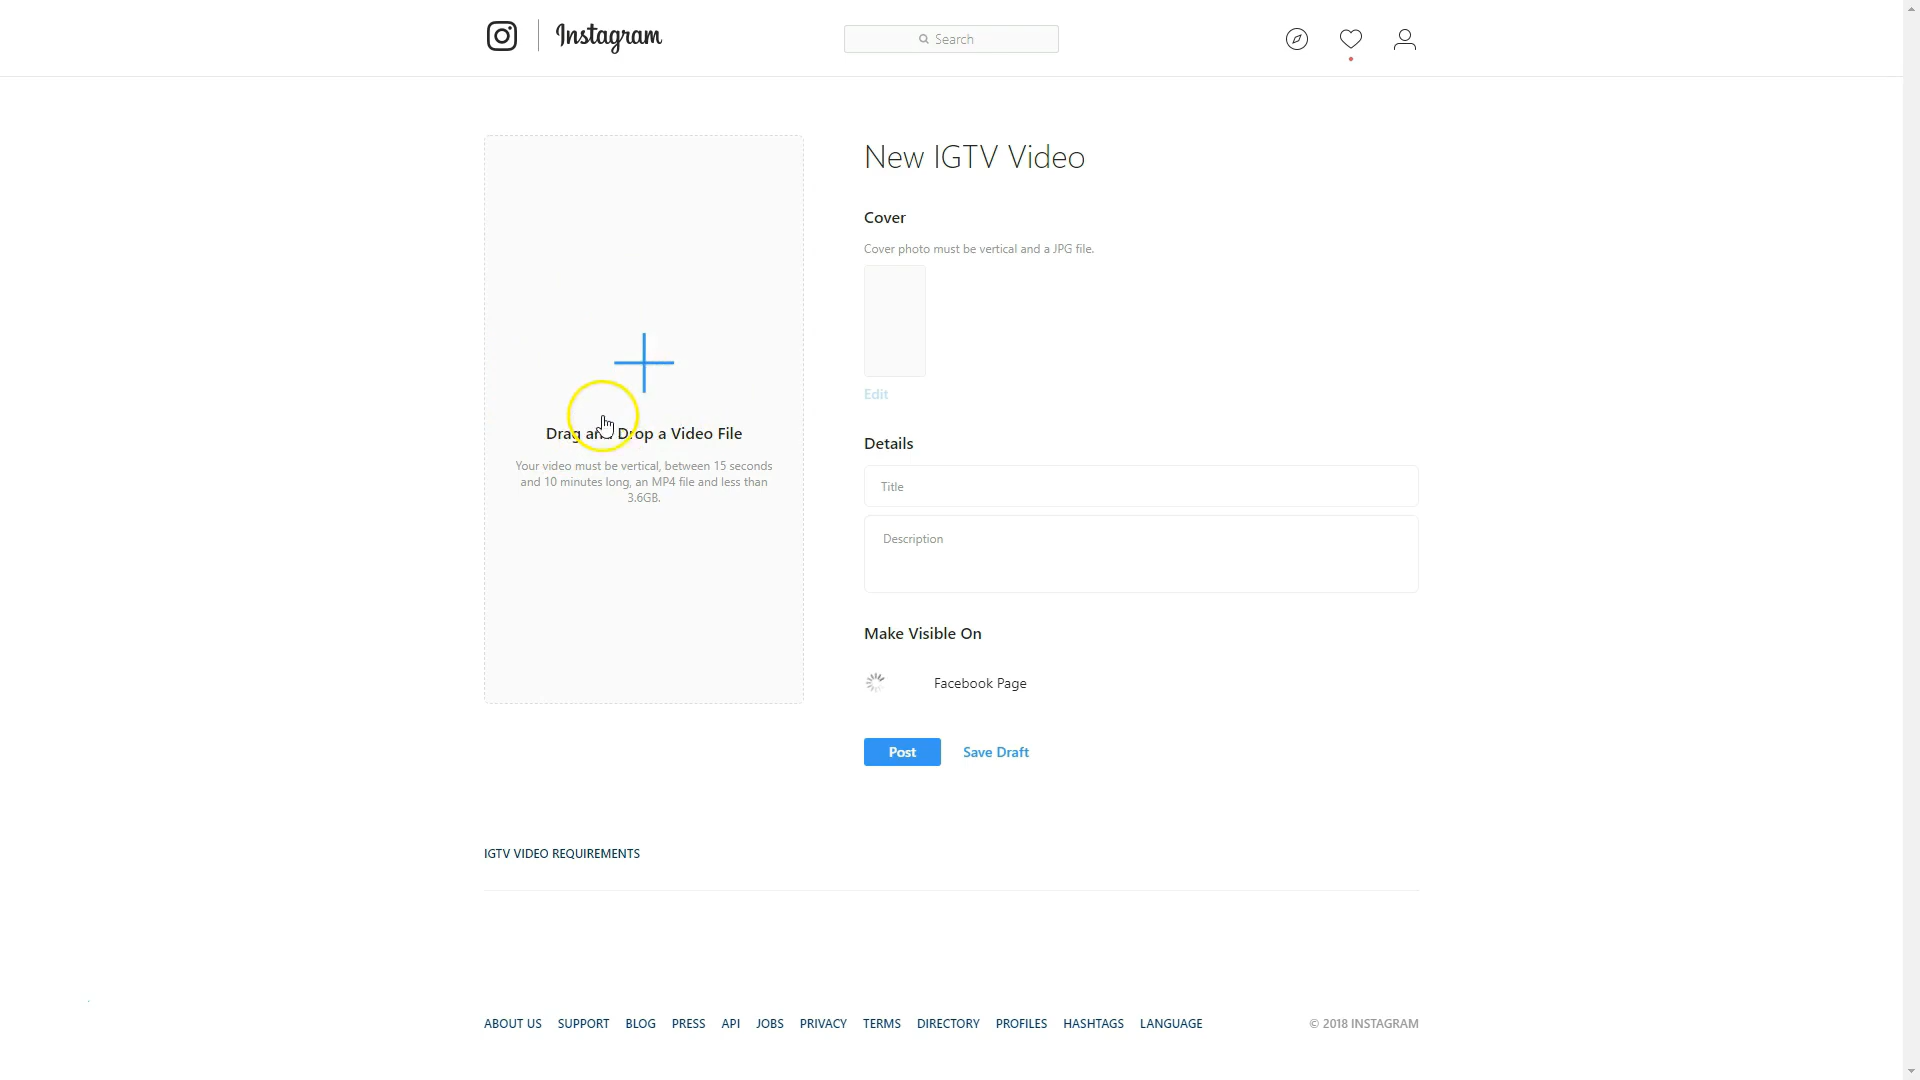 Instagram
Search
New IGTV Video
Cover
Cover photo must be vertical and a JPG file.
Edit
Drag and Drop a Video File
Your video must be vertical, between 15 seconds
and 10 minutes long, an MP4 file and less than
3.6GB.
Details
Title
Description
Make Visible On
Facebook Page
Post Save Draft
IGTV VIDEO REQUIREMENTS
ABOUT US SUPPORT BLOG PRESS API JOBS PRIVACY TERMS DIRECTORY PROFILES HASHTAGS LANGUAGE © 2018 INSTAGRAM